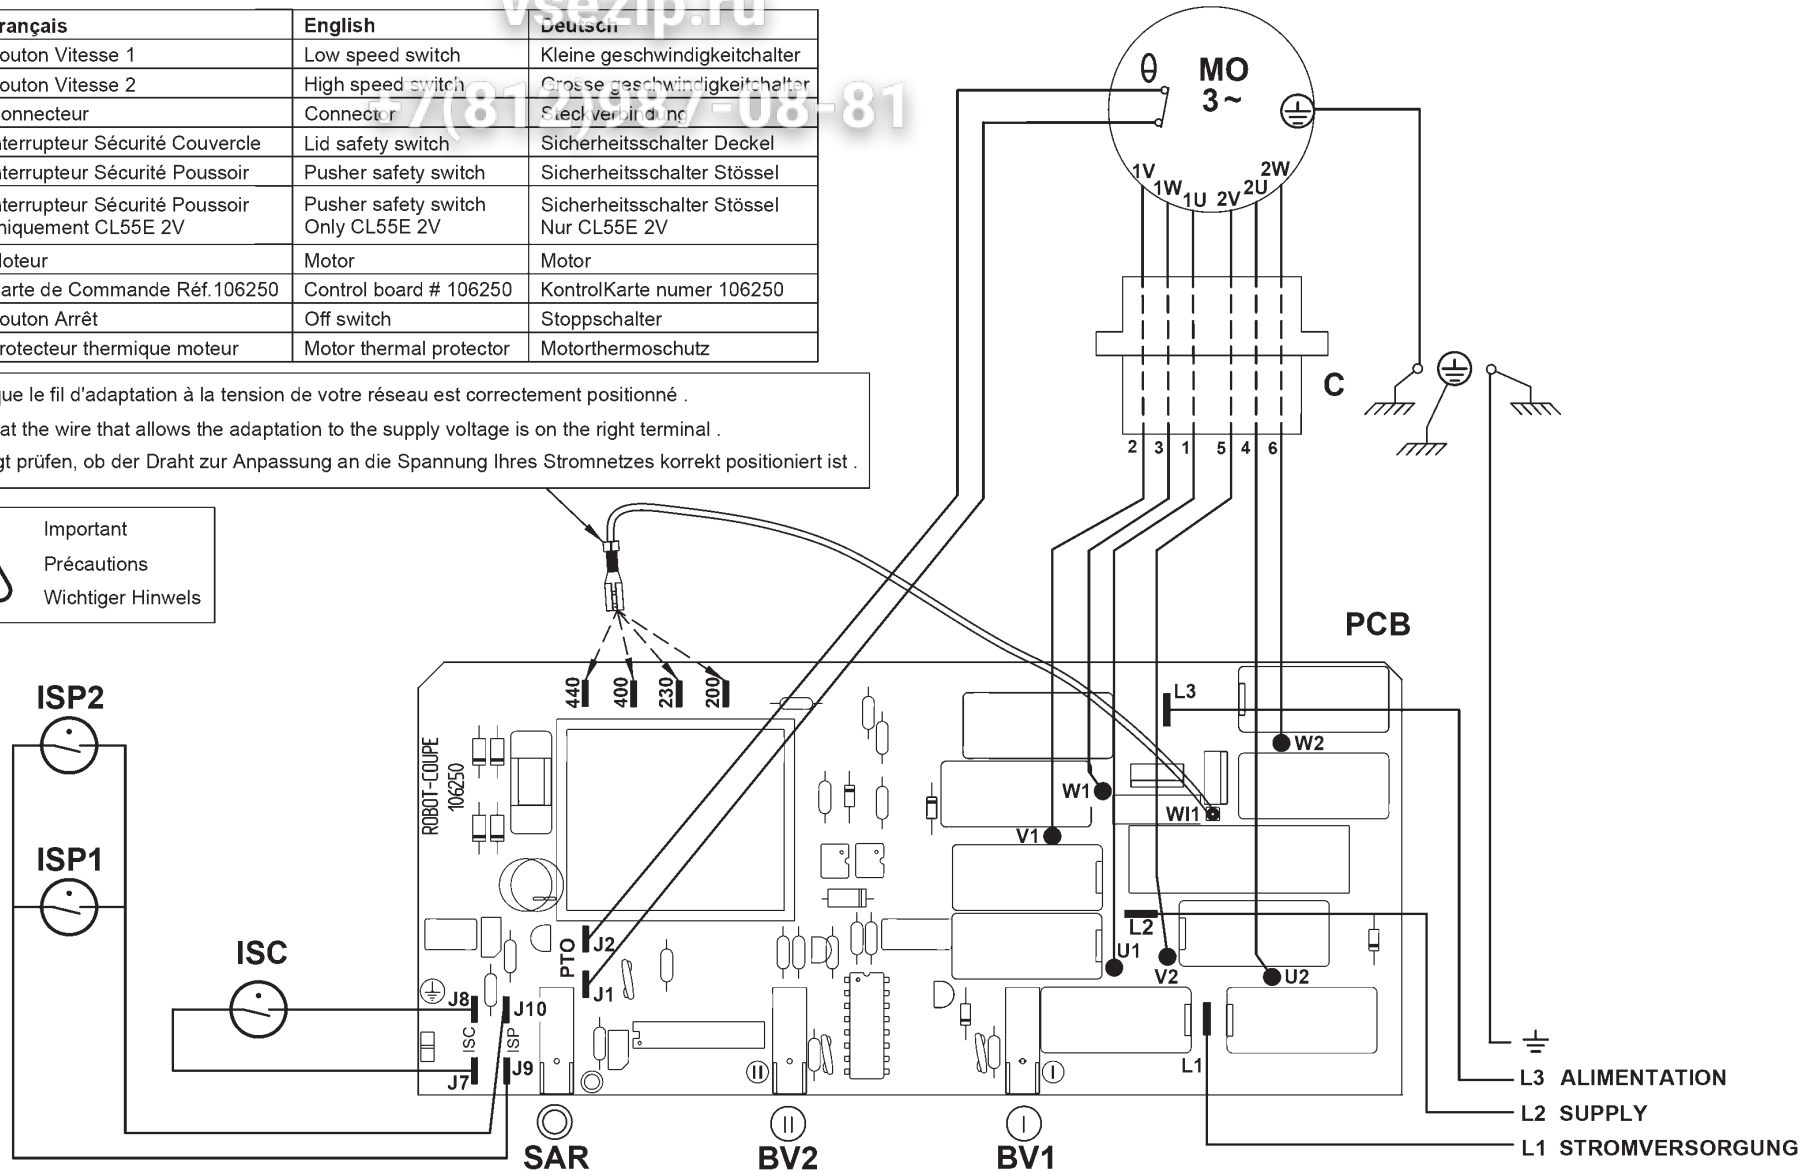 vsezip.ru
+7(812)987-08-81
rançais English Deutsch
outon Vitesse 1 Low speed switch Kleine geschwindigkeitchalter
outon Vitesse 2 High speed switch Grosse geschwindigkeitchalter
onnecteur Connector Steckverbindung
terrupteur Sécurité Couvercle Lid safety switch Sicherheitsschalter Deckel
terrupteur Sécurité Poussoir Pusher safety switch Sicherheitsschalter Stössel
terrupteur Sécurité Poussoir Pusher safety switch Sicherheitsschalter Stössel
niquement CL55E 2V Only CL55E 2V Nur CL55E 2V
oteur Motor Motor
arte de Commande Réf.106250 Control board # 106250 KontrolKarte numer 106250
outon Arrêt Off switch Stoppschalter
rotecteur thermique moteur Motor thermal protector Motorthermoschutz
que le fil d'adaptation à la tension de votre réseau est correctement positionné .
at the wire that allows the adaptation to the supply voltage is on the right terminal .
gt prüfen, ob der Draht zur Anpassung an die Spannung Ihres Stromnetzes korrekt positioniert ist .
Important
Précautions
Wichtiger Hinwels
θ MO
3~
1V 1W 1U 2V 2U 2W
C
2 3 1 5 4 6
PCB
440 400 230 200
L3
ISP2
W2
ROBOT-COUPE
106250
W1
WI1
V1
ISP1
L2
U1
V2
U2
PTO
J2
J1
ISC
J8
J10
ISC
ISP
J7
J9
II
I
L1
L3 ALIMENTATION
L2 SUPPLY
L1 STROMVERSORGUNG
II
I
SAR
BV2
BV1